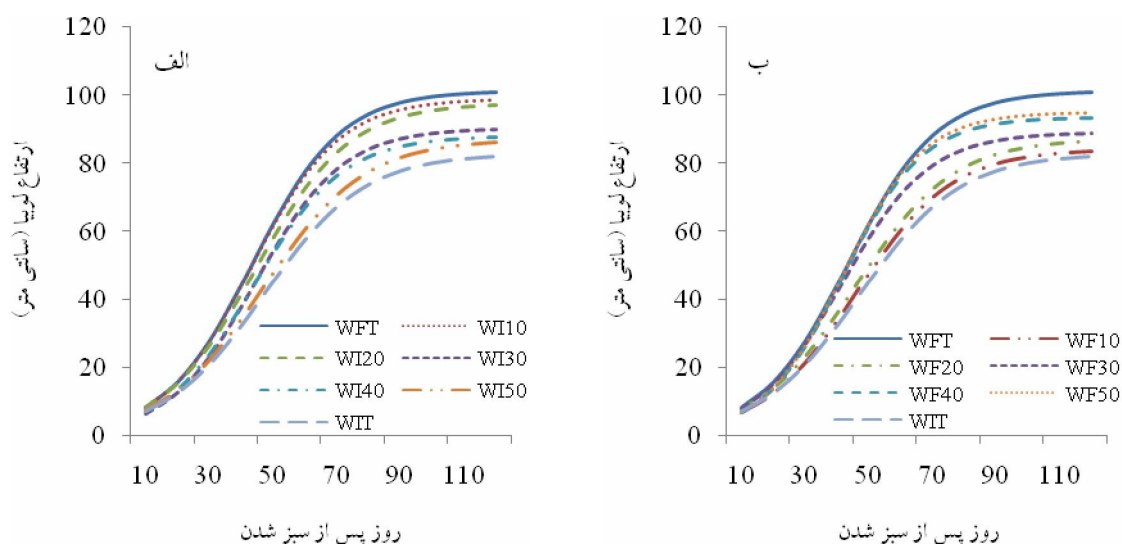 الف
ارتفاع لوبیا (سانتی متر)
120
100
80
60
40
20
0
WFT WI10
WI20 WI30
WI40 WI50
WIT
10 30 50 70 90 110
روز پس از سبز شدن
ب
ارتفاع لوبیا (سانتی متر)
120
100
80
60
40
20
0
WFT WF10
WF20 WF30
WF40 WF50
WIT
10 30 50 70 90 110
روز پس از سبز شدن